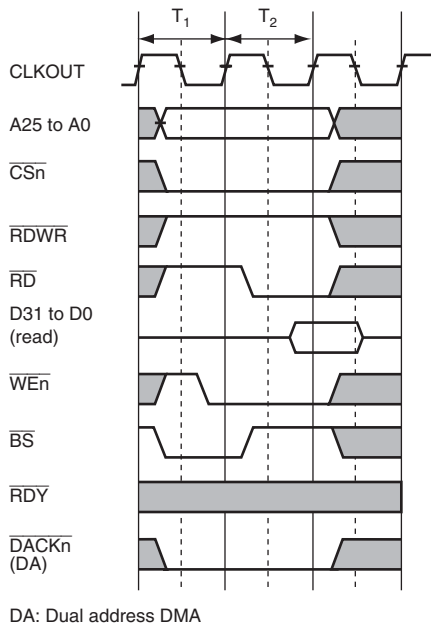 T1 T2
CLKOUT
A25 to A0
CSn
RDWR
RD
D31 to D0
(read)
WEn
BS
RDY
DACKn
(DA)
DA: Dual address DMA